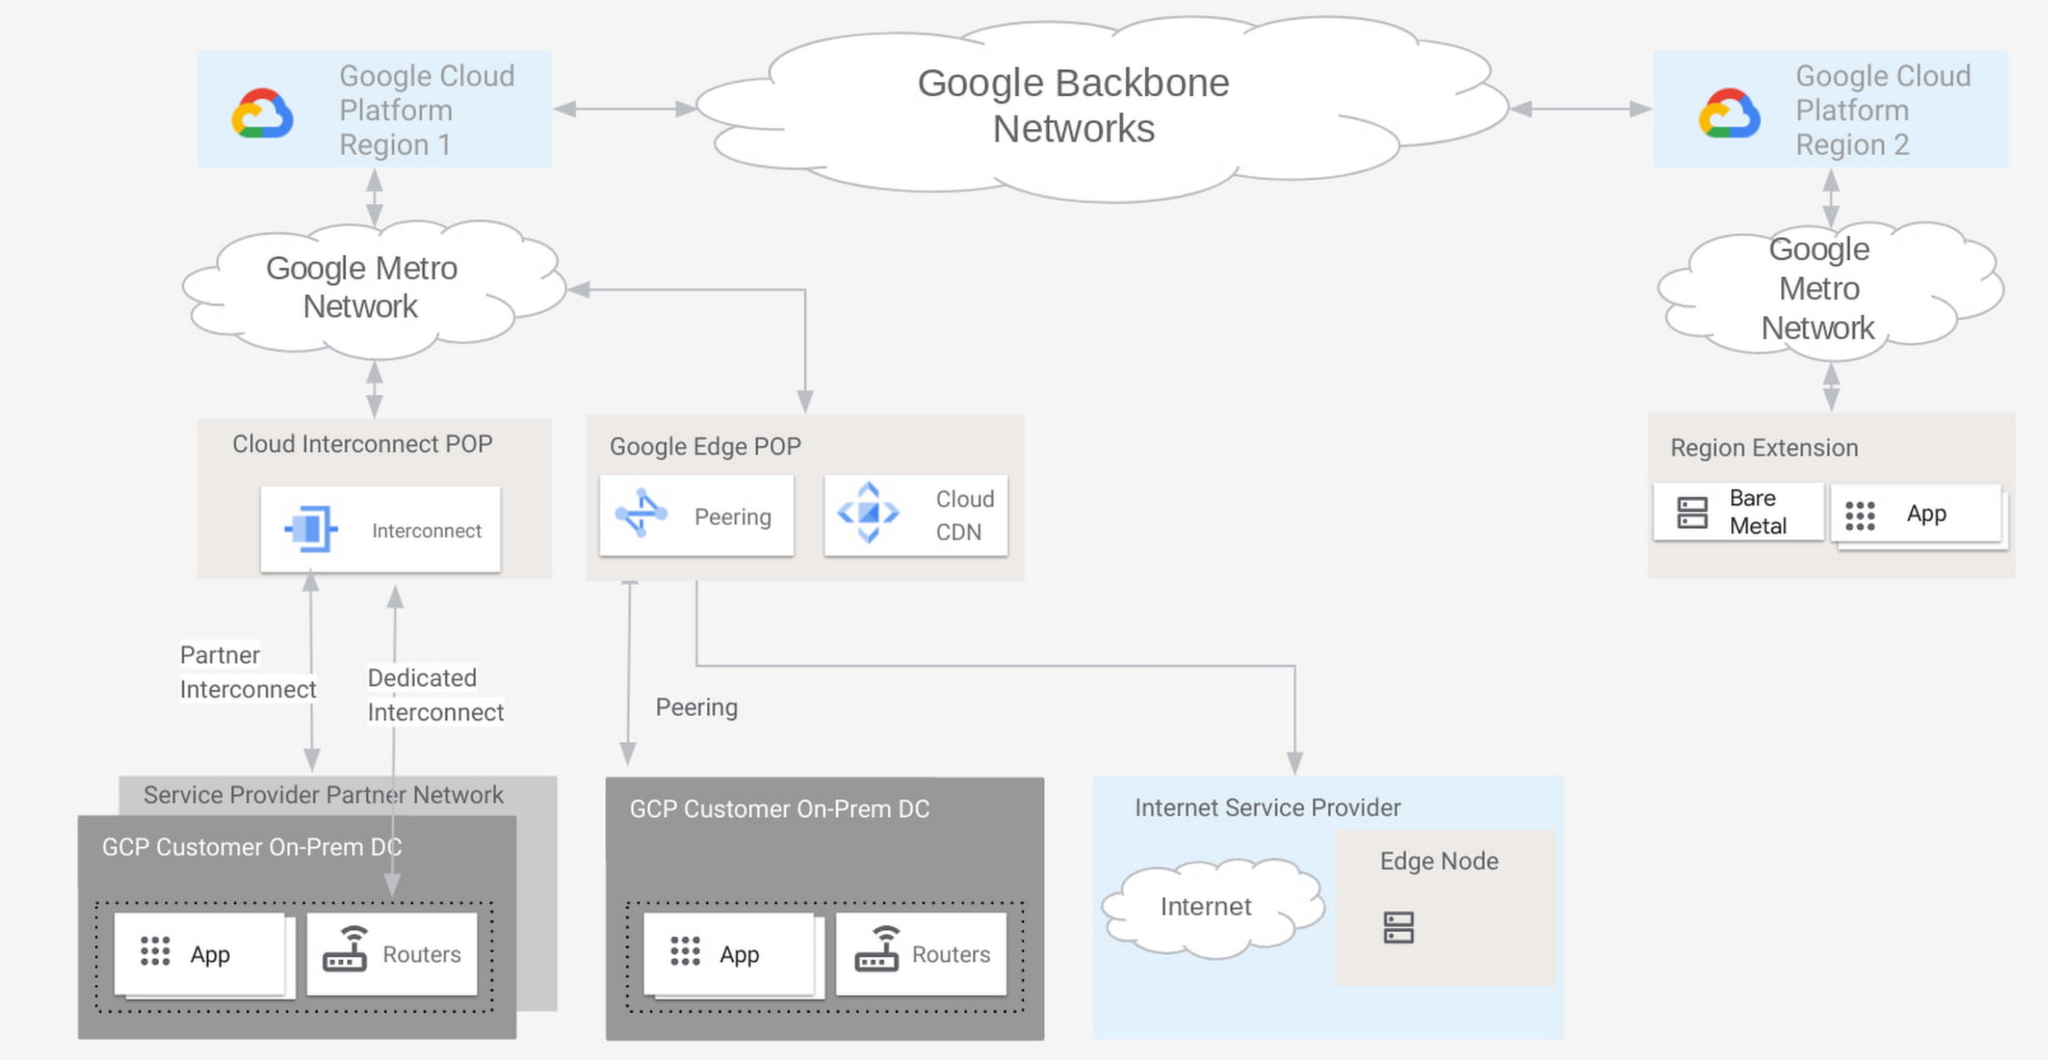 Google Cloud
Platform
Region 1
Google Backbone
Networks
Google Cloud
Platform
Region 2
Google Metro
Network
Google
Metro
Network
Cloud Interconnect POP
Interconnect
Google Edge POP
Peering
Cloud
CDN
Region Extension
Bare
Metal
App
Partner
Interconnect
Dedicated
Interconnect
Peering
Service Provider Partner Network
GCP Customer On-Prem DC
App
Routers
GCP Customer On-Prem DC
App
Routers
Internet Service Provider
Internet
Edge Node